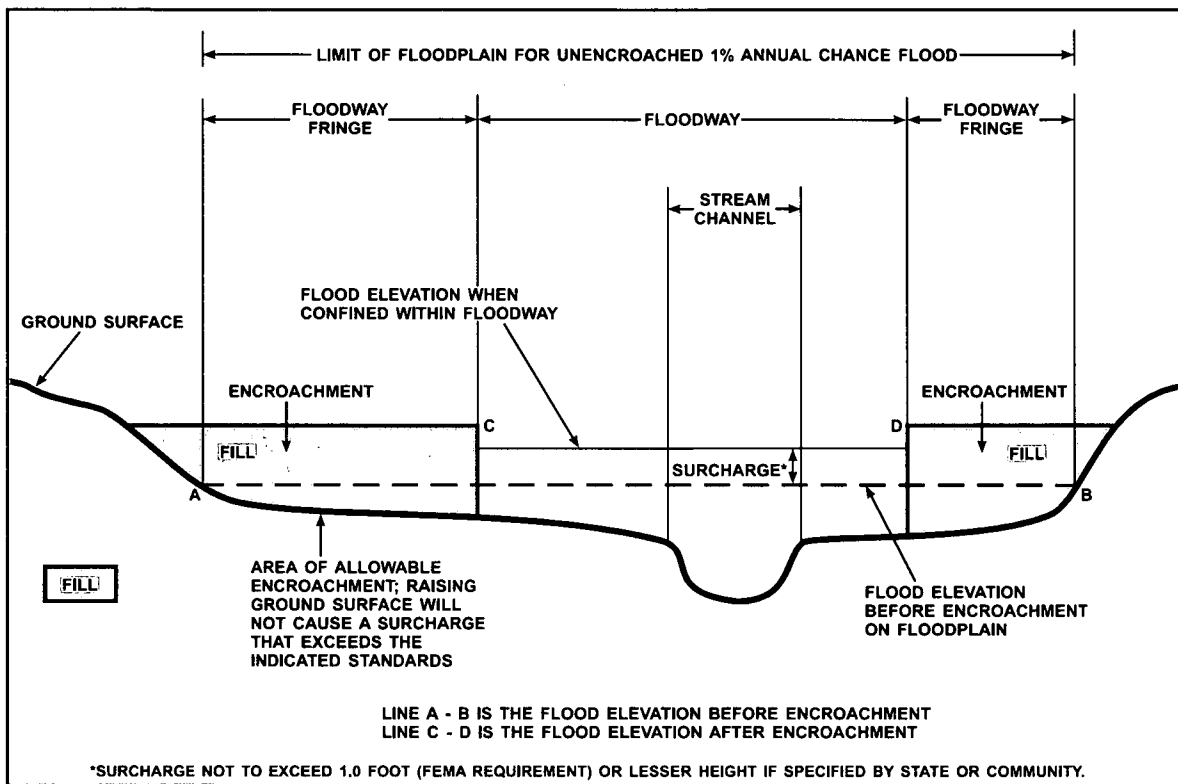 LIMIT OF FLOODPLAIN FOR UNENCROACHED 1% ANNUAL CHANCE FLOOD
FLOODWAY
FRINGE
FLOODWAY
FLOODWAY
FRINGE
STREAM
CHANNEL
FLOOD ELEVATION WHEN
CONFINED WITHIN FLOODWAY
GROUND SURFACE
ENCROACHMENT
ENCROACHMENT
C
D
FILL
FILL
SURCHARGE*
A
B
AREA OF ALLOWABLE
ENCROACHMENT; RAISING
GROUND SURFACE WILL
NOT CAUSE A SURCHARGE
THAT EXCEEDS THE
INDICATED STANDARDS
FILL
FLOOD ELEVATION
BEFORE ENCROACHMENT
ON FLOODPLAIN
LINE A - B IS THE FLOOD ELEVATION BEFORE ENCROACHMENT
LINE C - D IS THE FLOOD ELEVATION AFTER ENCROACHMENT
*SURCHARGE NOT TO EXCEED 1.0 FOOT (FEMA REQUIREMENT) OR LESSER HEIGHT IF SPECIFIED BY STATE OR COMMUNITY.